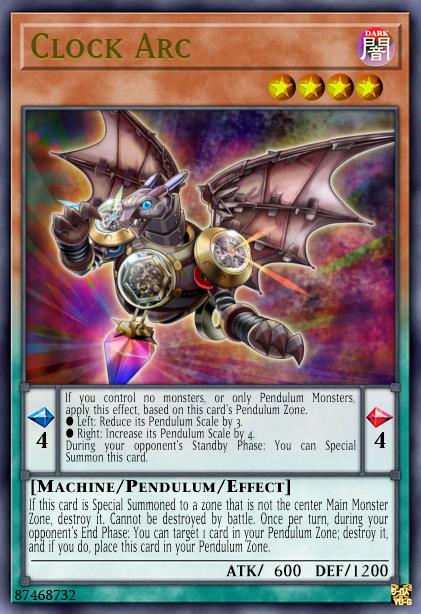 Clock Arc
DARK
闇
If you control no monsters, or only Pendulum Monsters,
apply this effect, based on this card's Pendulum Zone.
● Left: Reduce its Pendulum Scale by 3.
● Right: Increase its Pendulum Scale by 4.
During your opponent's Standby Phase: You can Special
Summon this card.
4
4
[Machine/Pendulum/Effect]
If this card is Special Summoned to a zone that is not the center Main Monster
Zone, destroy it. Cannot be destroyed by battle. Once per turn, during your
opponent's End Phase: You can target 1 card in your Pendulum Zone; destroy it,
and if you do, place this card in your Pendulum Zone.
ATK/ 600 DEF/1200
87468732